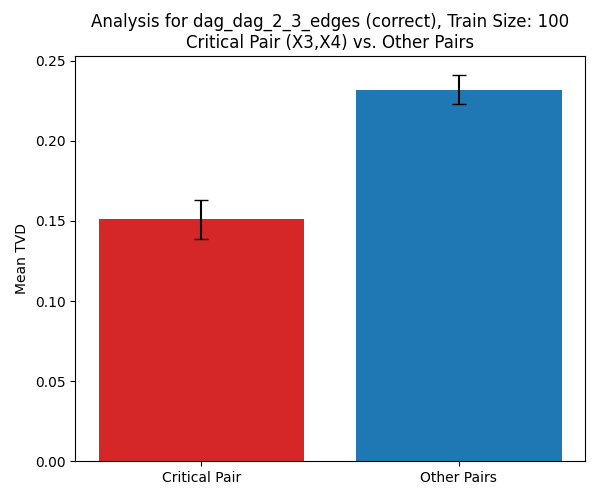 Analysis for dag_dag_2_3_edges (correct), Train Size: 100
Critical Pair (X3,X4) vs. Other Pairs
0.25
0.20
0.15
0.10
0.05
0.00
Mean TVD
Critical Pair
Other Pairs